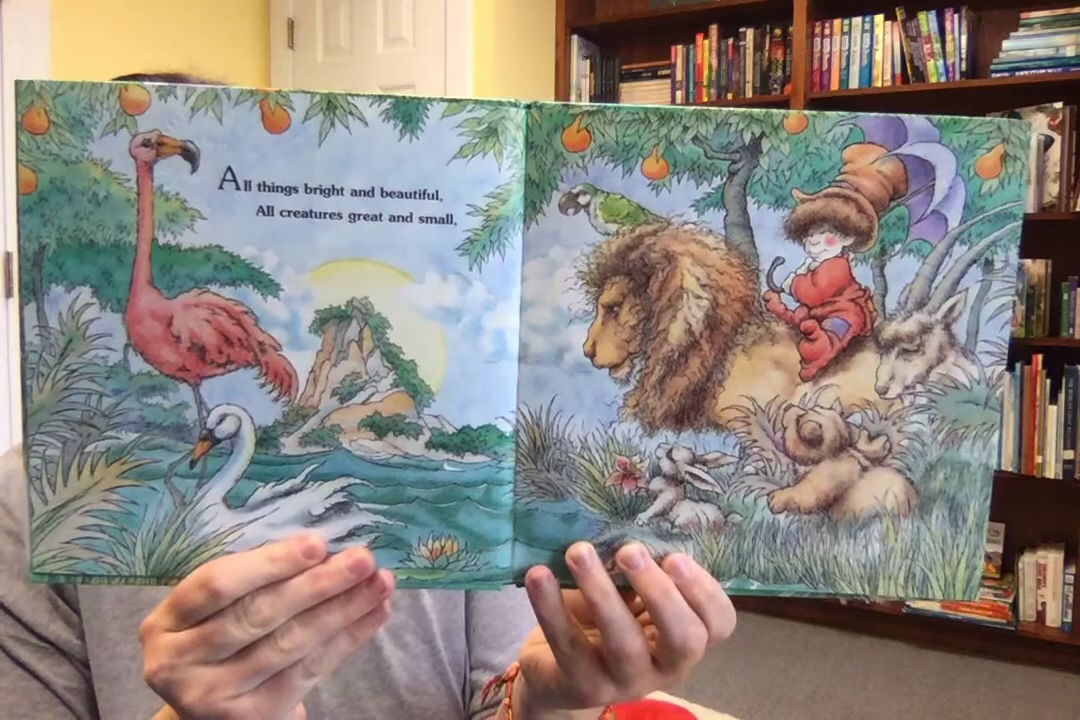 All things bright and beautiful,
All creatures great and small,